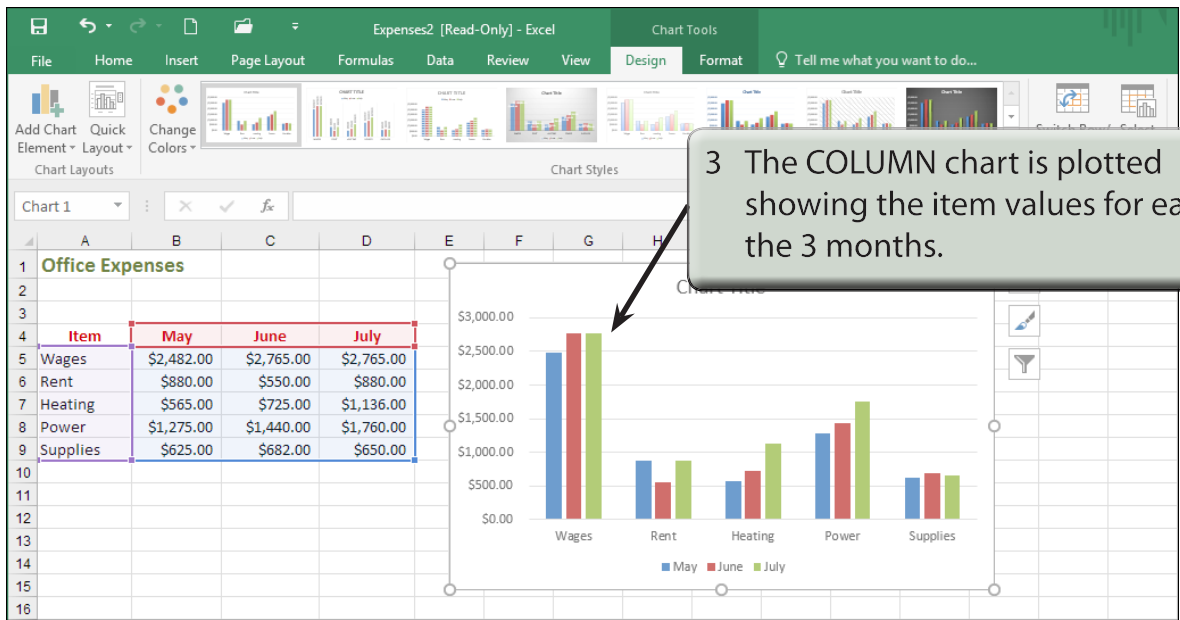 Expenses2 [Read-Only] - Excel
Chart Tools
File Home Insert Page Layout Formulas Data Review View Design Format Tell me what you want to do...
Add Chart Element
Quick Layout
Change Colors
Chart Layouts
Chart Styles
3 The COLUMN chart is plotted
showing the item values for ea
the 3 months.
Chart 1
fx
A B C D E F G H
1 Office Expenses
2
3
4 Item May June July
5 Wages $2,482.00 $2,765.00 $2,765.00
6 Rent $880.00 $550.00 $880.00
7 Heating $565.00 $725.00 $1,136.00
8 Power $1,275.00 $1,440.00 $1,760.00
9 Supplies $625.00 $682.00 $650.00
10
11
12
13
14
15
16
$3,000.00
$2,500.00
$2,000.00
$1,500.00
$1,000.00
$500.00
$0.00
Wages Rent Heating Power Supplies
May June July